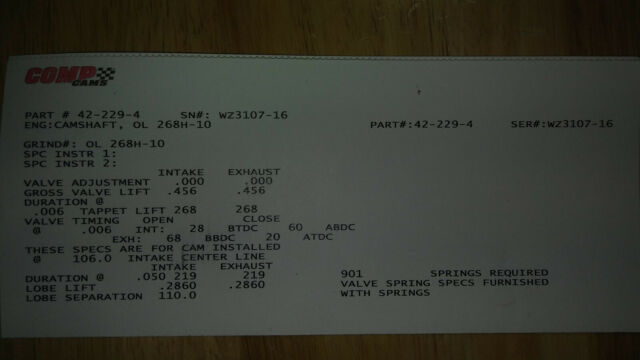 COMP
CAMS
PART # 42-229-4 SN#: WZ3107-16
ENG:CAMSHAFT, OL 268H-10 PART#:42-229-4 SER#:WZ3107-16
GRIND#: OL 268H-10
SPC INSTR 1:
SPC INSTR 2:
INTAKE EXHAUST
VALVE ADJUSTMENT .000 .000
GROSS VALVE LIFT .456 .456
DURATION @
.006 TAPPET LIFT 268 268
VALVE TIMING OPEN CLOSE
@ .006 INT: 28 BTDC 60 ABDC
EXH: 68 BBDC 20 ATDC
THESE SPECS ARE FOR CAM INSTALLED
@ 106.0 INTAKE CENTER LINE
INTAKE EXHAUST
DURATION @ .050 219 219 901 SPRINGS REQUIRED
LOBE LIFT .2860 .2860 VALVE SPRING SPECS FURNISHED
LOBE SEPARATION 110.0 WITH SPRINGS